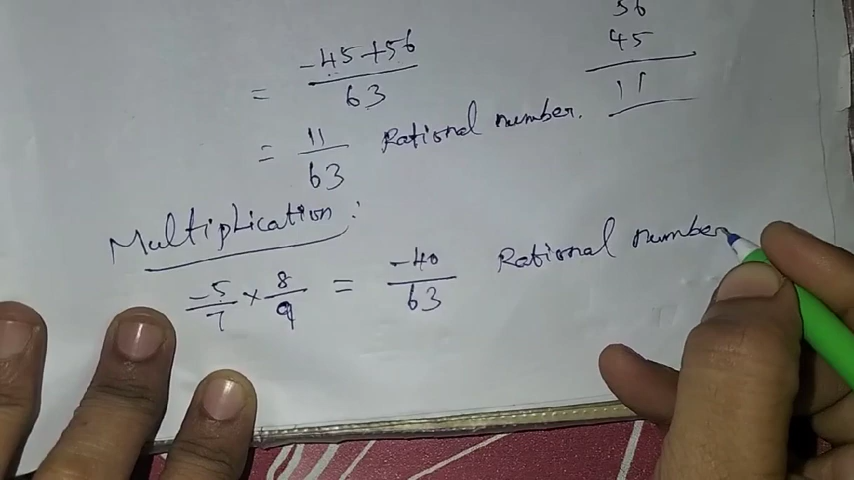 = -45+56/63
56
45
11
= 11/63 Rational number.
Multiplication:
-5/7 × 8/9 = -40/63 Rational number